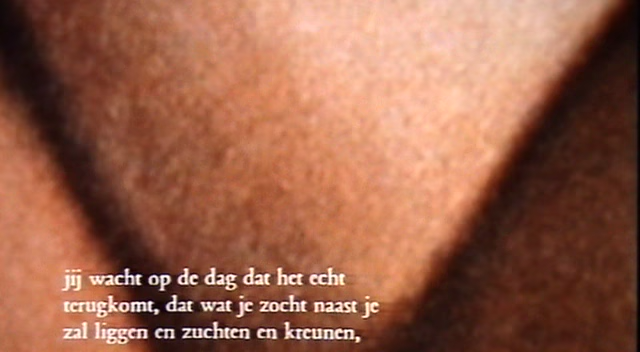 jij wacht op de dag dat het echt
terugkomt, dat wat je zocht naast je
zal liggen en zuchten en kreunen,